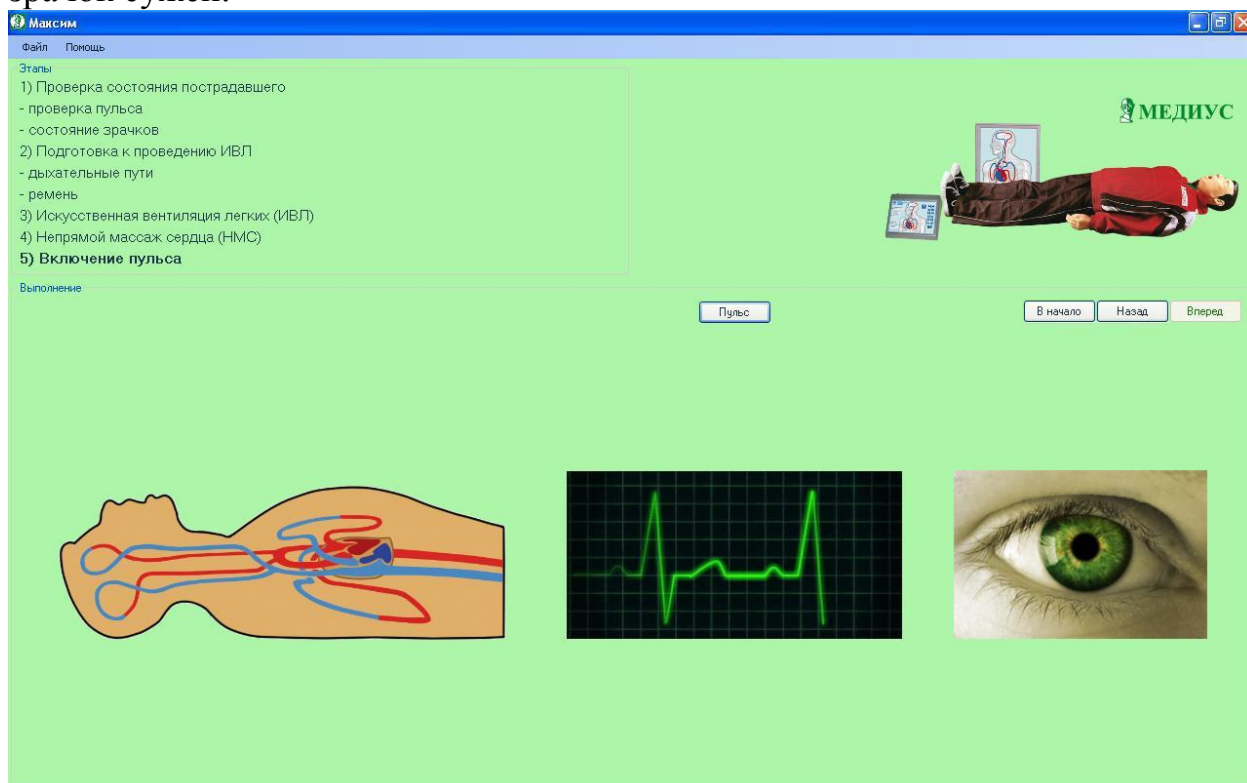 зрачок сужен.
Максим
Файл Помощь
Этапы
1) Проверка состояния пострадавшего
- проверка пульса
- состояние зрачков
2) Подготовка к проведению ИВЛ
- дыхательные пути
- ремень
3) Искусственная вентиляция легких (ИВЛ)
4) Непрямой массаж сердца (НМС)
5) Включение пульса
МЕДИУС
Выполнение
Пульс
В начало Назад Вперед